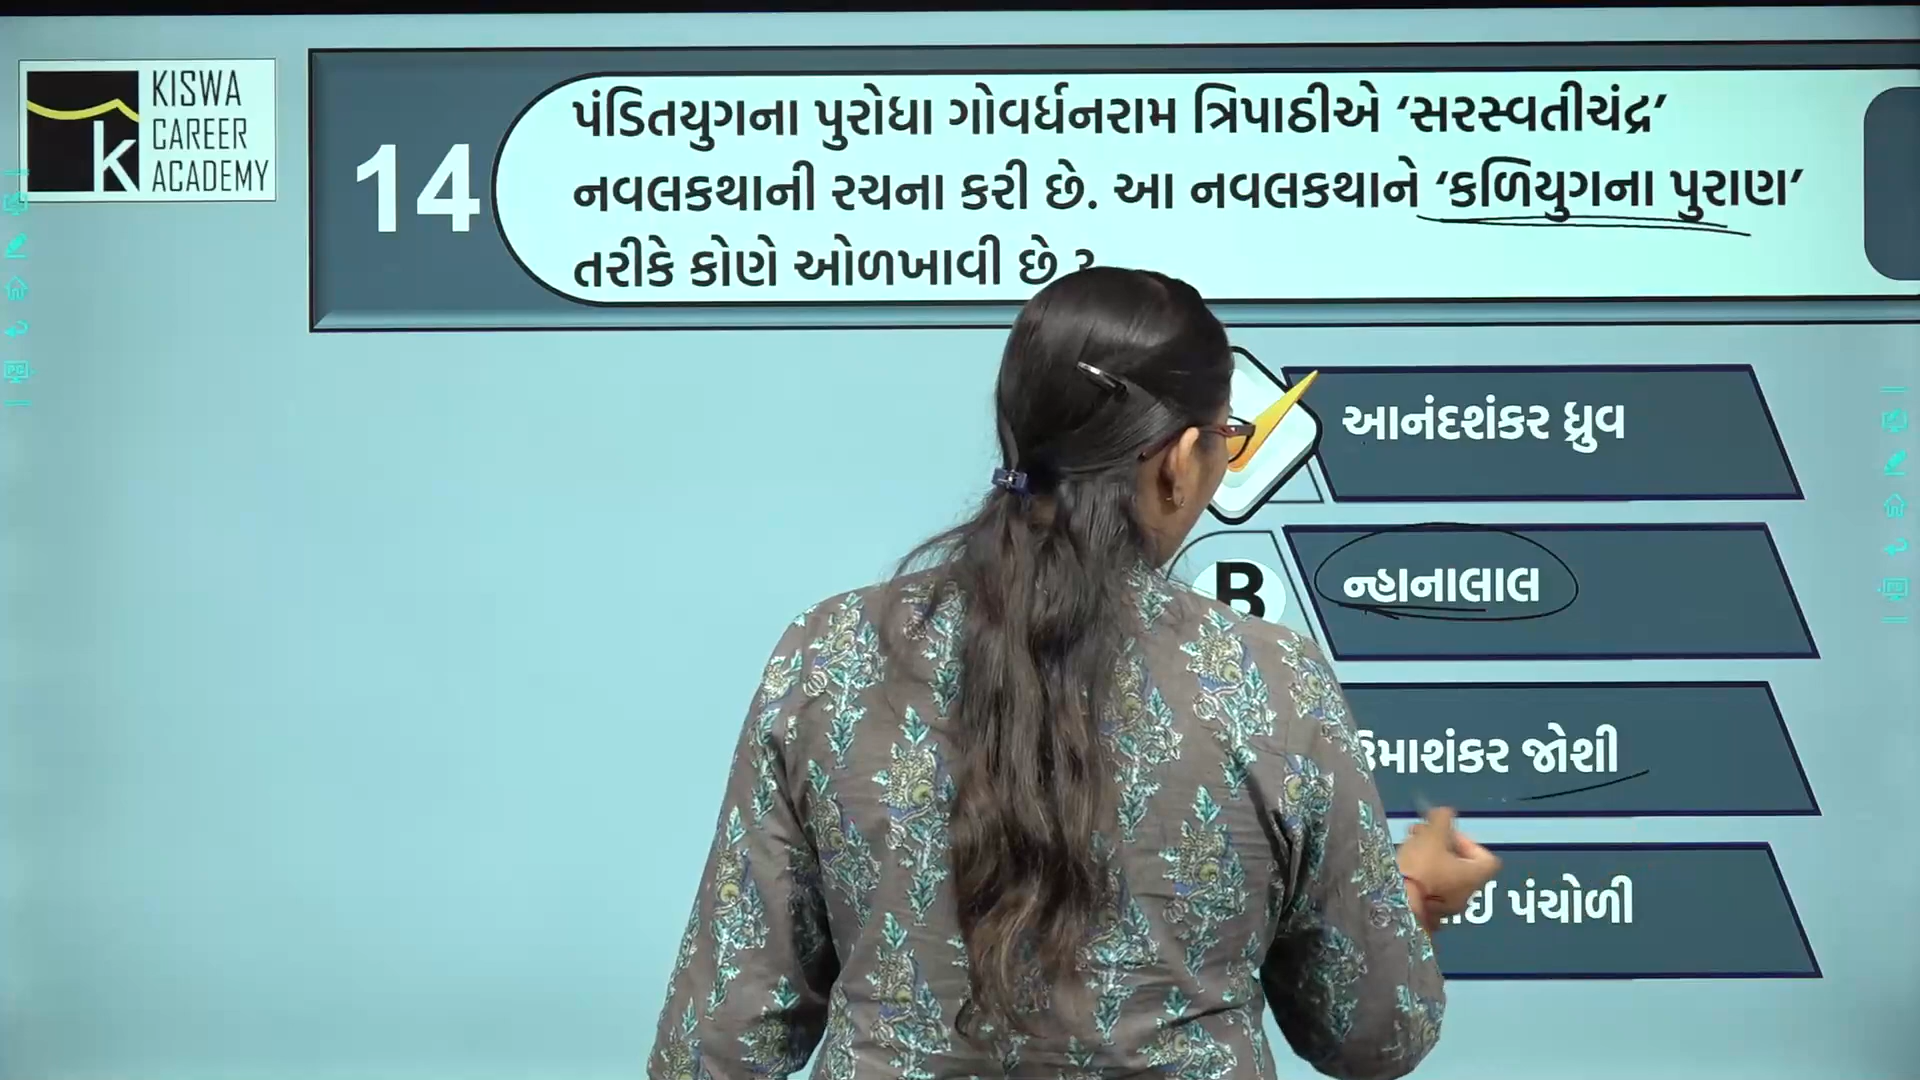 KISWA
CAREER
ACADEMY
k
14
પંડિતયુગના પુરોધા ગોવર્ધનરામ ત્રિપાઠીએ ‘સરસ્વતીચંદ્ર’
નવલકથાની રચના કરી છે. આ નવલકથાને ‘કળિયુગના પુરાણ’
તરીકે કોણે ઓળખાવી છે ?
આનંદશંકર ધ્રુવ
B
ન્હાનાલાલ
ઉમાશંકર જોશી
પંચોળી